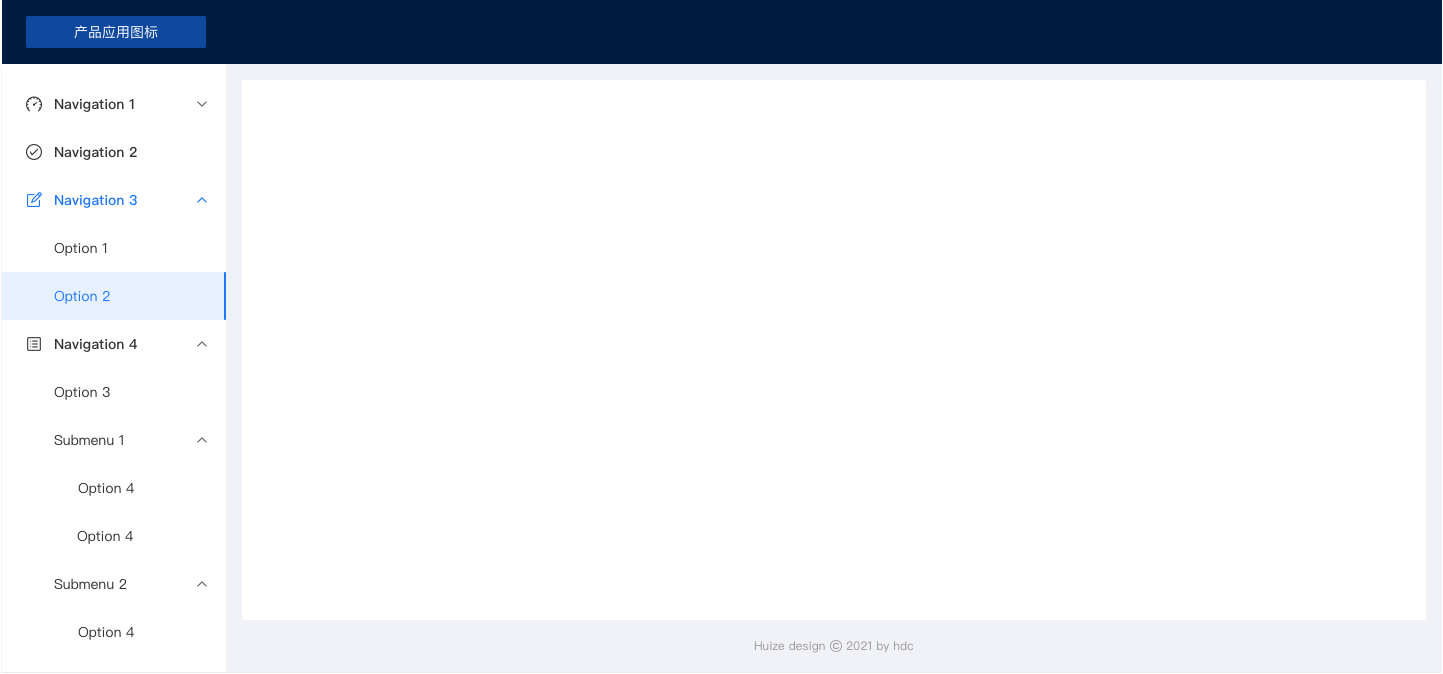 产品应用图标
Navigation 1
Navigation 2
Navigation 3
Option 1
Option 2
Navigation 4
Option 3
Submenu 1
Option 4
Option 4
Submenu 2
Option 4
Huize design © 2021 by hdc